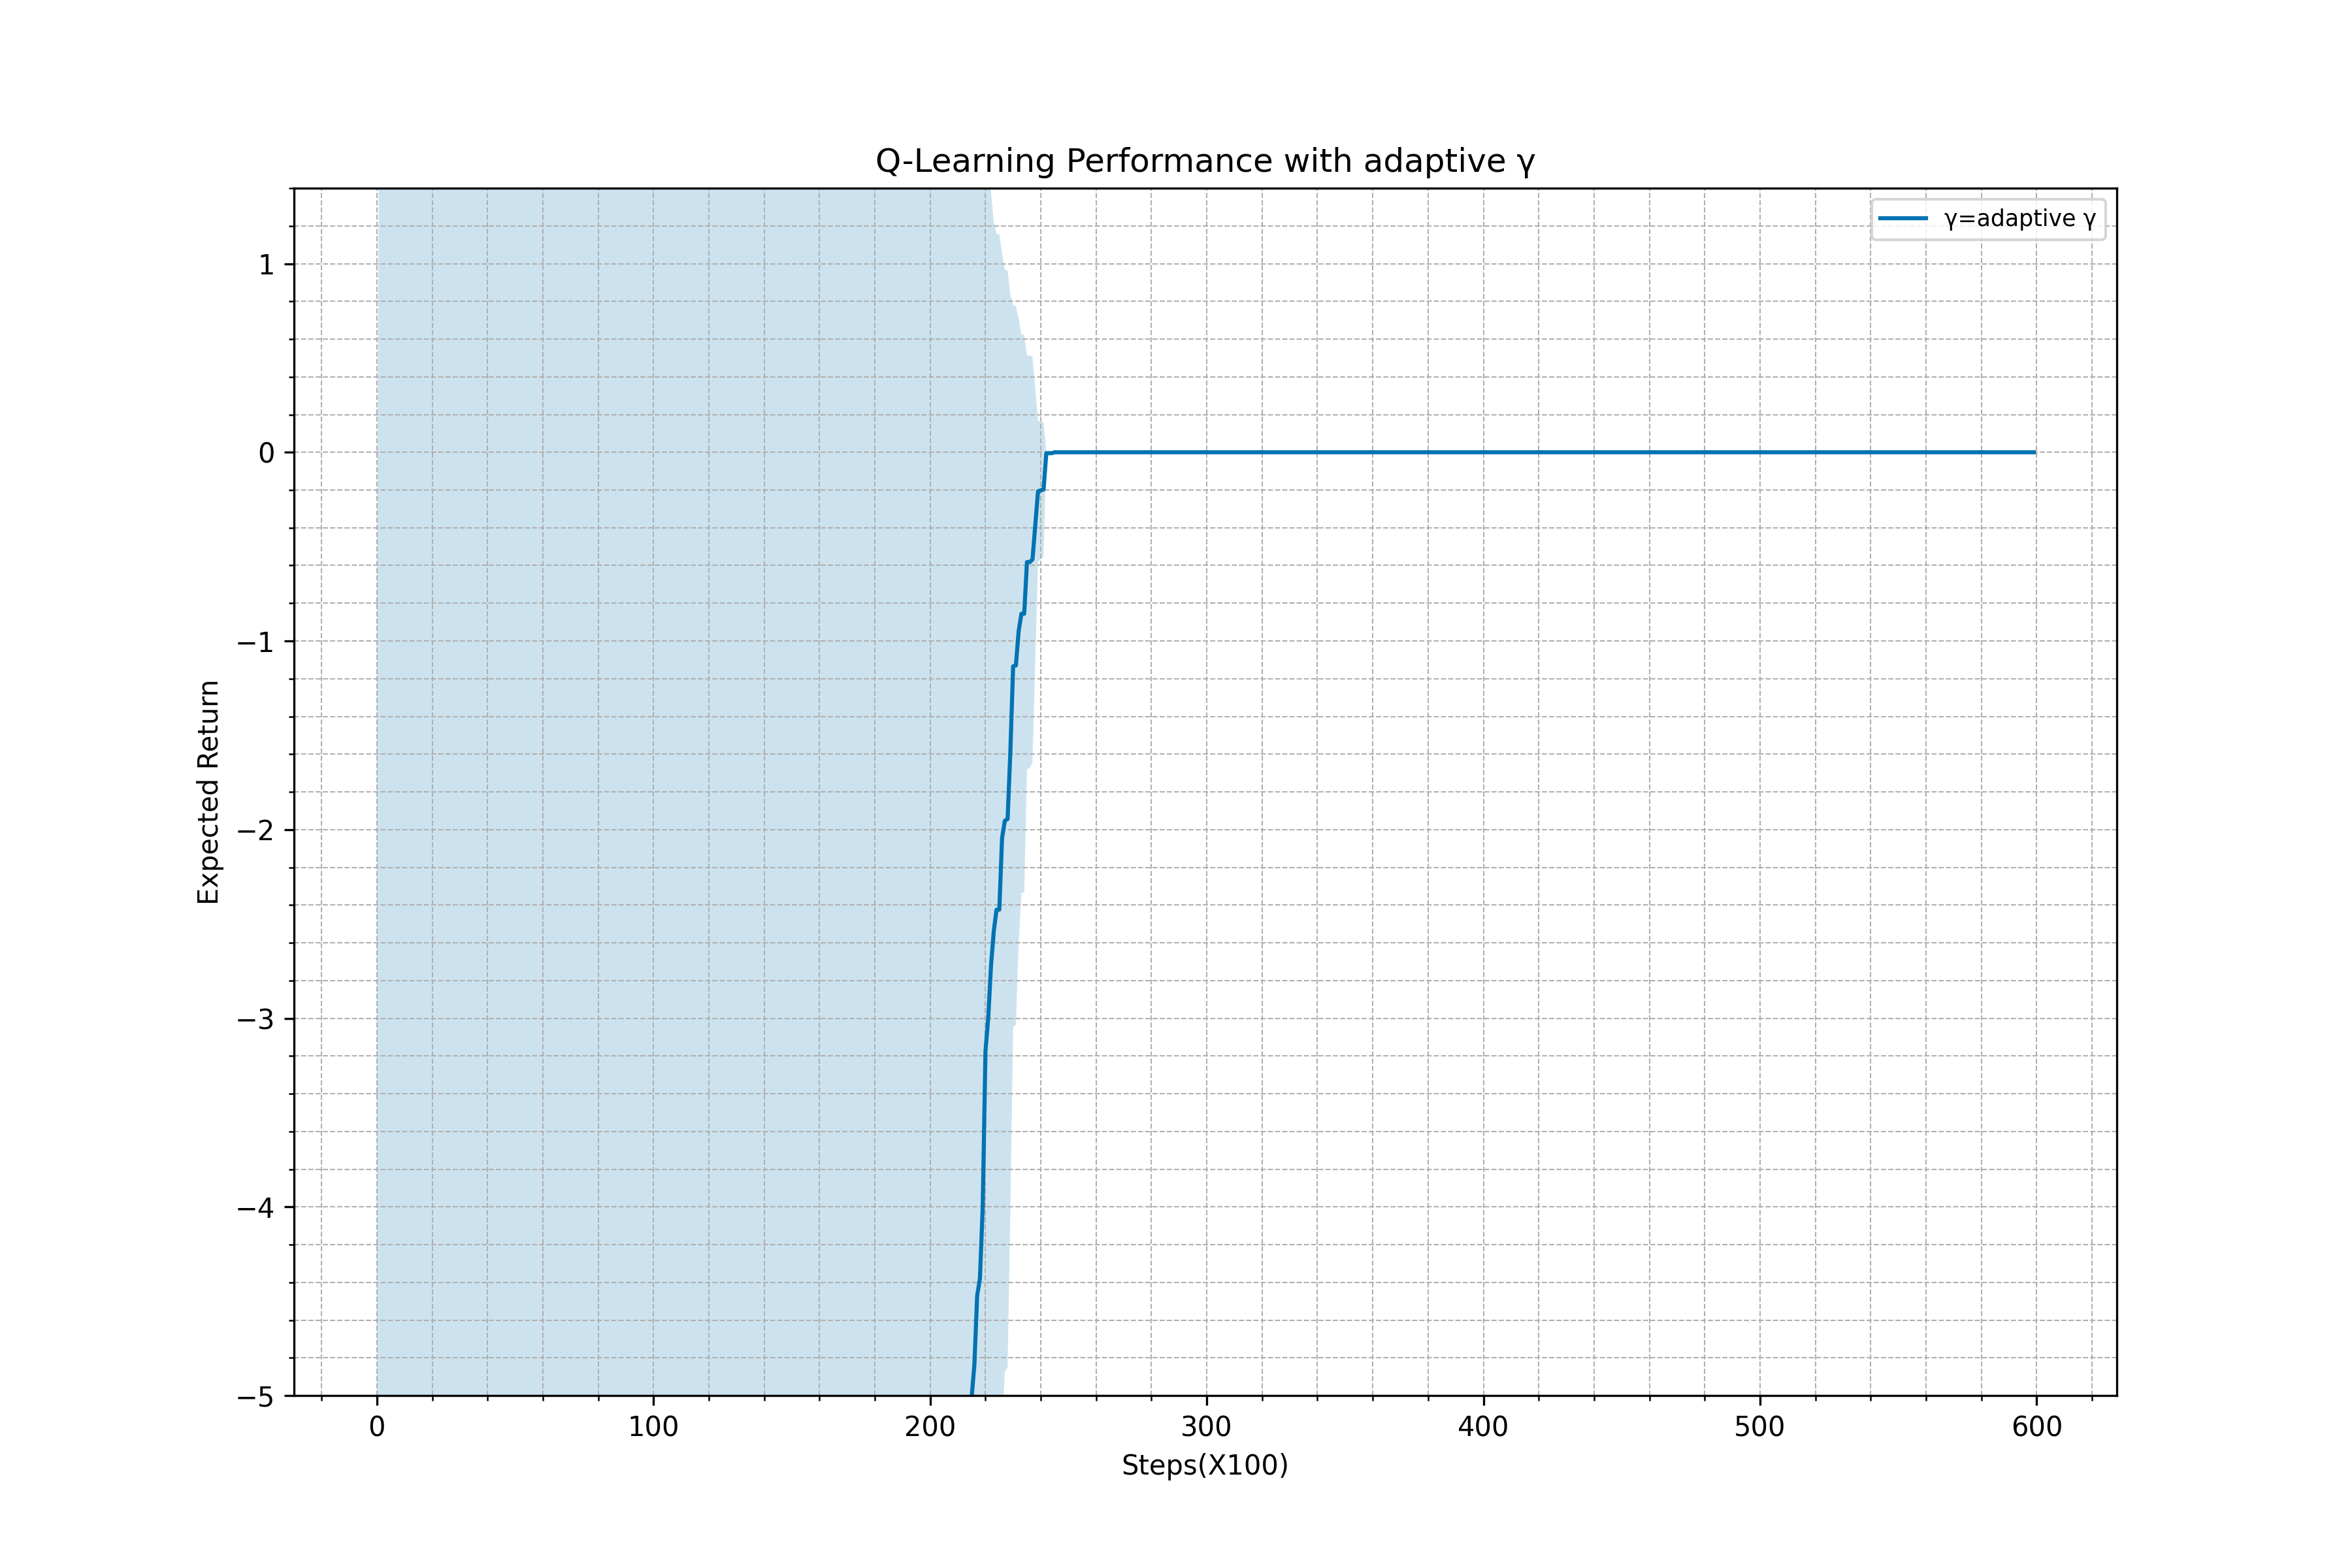 Q-Learning Performance with adaptive γ
γ=adaptive γ
1
0
−1
−2
−3
−4
−5
Expected Return
0 100 200 300 400 500 600
Steps(X100)